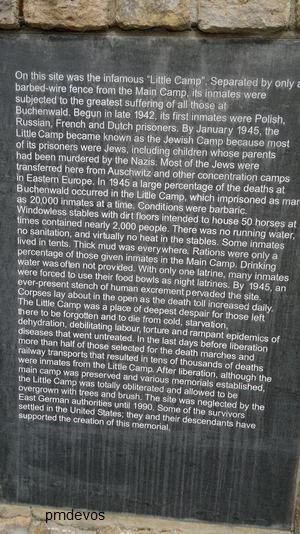 On this site was the infamous "Little Camp". Separated by only a
barbed-wire fence from the Main Camp, its inmates were
subjected to the greatest suffering of all those at
Buchenwald. Begun in late 1942, its first inmates were Polish,
Russian, French and Dutch prisoners. By January 1945, the
Little Camp became known as the Jewish Camp because most
of its prisoners were Jews, including children whose parents
had been murdered by the Nazis. Most of the Jews were
transferred here from Auschwitz and other concentration camps
in Eastern Europe. In 1945 a large percentage of the deaths at
Buchenwald occurred in the Little Camp, which imprisoned as mar
as 20,000 inmates at a time. Conditions were barbaric.
Windowless stables with dirt floors intended to house 50 horses at
times contained nearly 2,000 people. There was no running water,
no sanitation, and virtually no heat in the stables. Some inmates
lived in tents. Thick mud was everywhere. Rations were only a
percentage of those given inmates in the Main Camp. Drinking
water was often not provided. With only one latrine, many inmates
were forced to use their food bowls as night latrines. By 1945, an
ever-present stench of human excrement pervaded the site.
Corpses lay about in the open as the death toll increased daily.
The Little Camp was a place of deepest despair for those left
there to be forgotten and to die from cold, starvation,
dehydration, debilitating labour, torture and rampant epidemics of
diseases that went untreated. In the last days before liberation
more than half of those selected for the death marches and
railway transports that resulted in tens of thousands of deaths
were inmates from the Little Camp. After liberation, although the
main camp was preserved and various memorials established,
the Little Camp was totally obliterated and allowed to be
overgrown with trees and brush. The site was neglected by the
East German authorities until 1990. Some of the survivors
settled in the United States; they and their descendants have
supported the creation of this memorial.
pmdevos